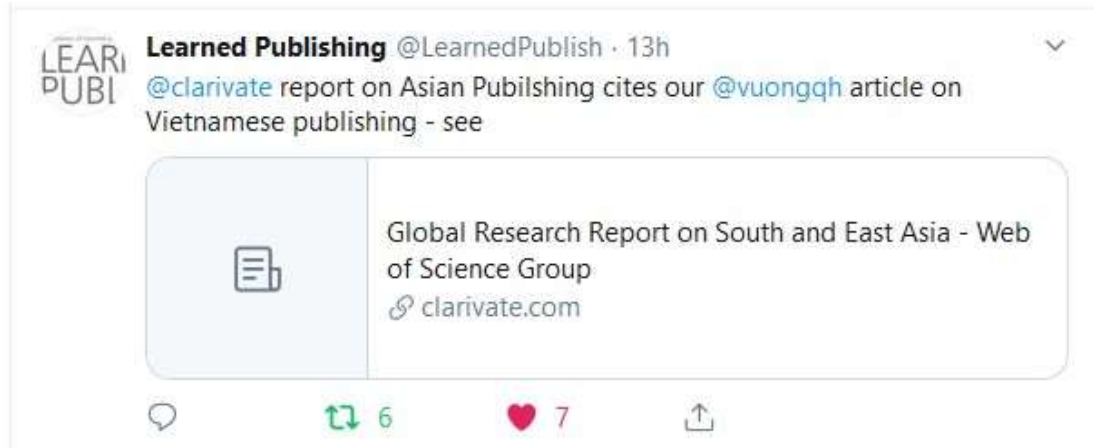 LEAR
PUBL
Learned Publishing @LearnedPublish · 13h
@clarivate report on Asian Pubilshing cites our @vuongqh article on
Vietnamese publishing - see
Global Research Report on South and East Asia - Web
of Science Group
clarivate.com
6 7